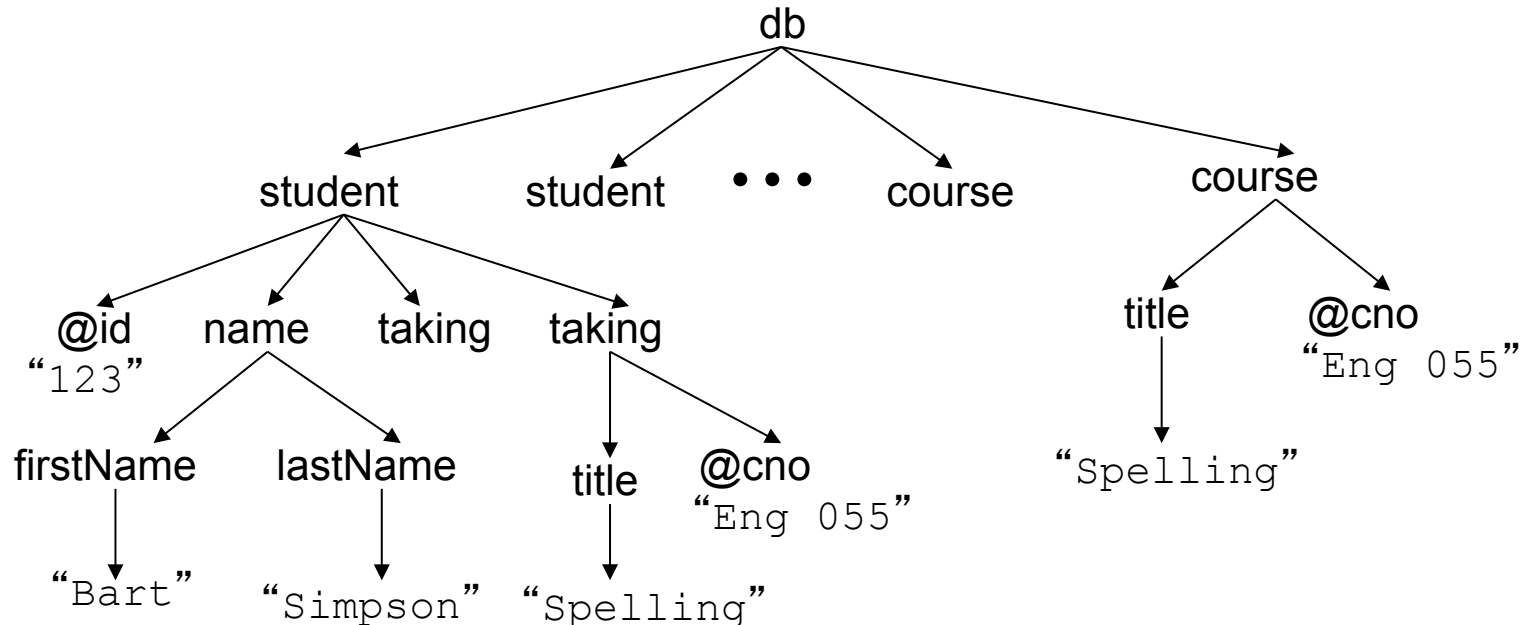 db
student
student
• • •
course
course
@id
“123”
name
taking
taking
title
@cno
“Eng 055”
firstName
lastName
title
@cno
“Eng 055”
“Spelling”
“Bart”
“Simpson”
“Spelling”